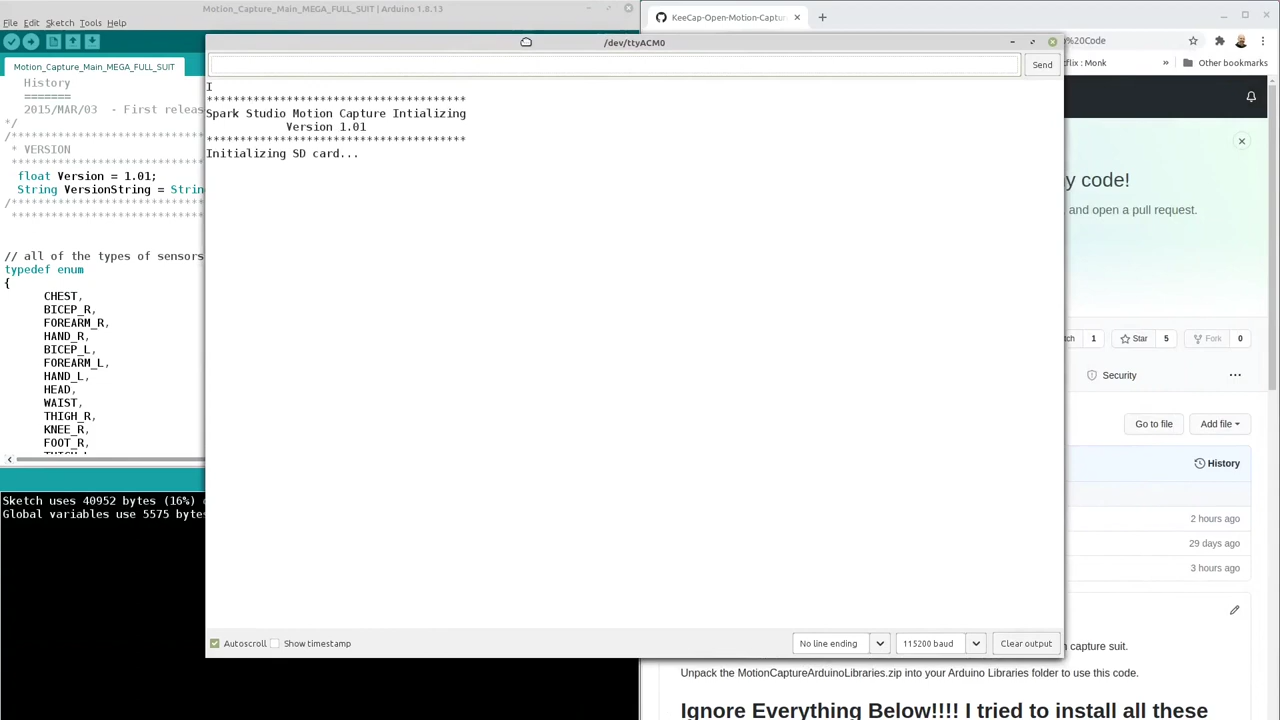 Motion_Capture_Main_MEGA_FULL_SUIT | Arduino 1.8.13
File Edit Sketch Tools Help
Motion_Capture_Main_MEGA_FULL_SUIT
History
=======
2015/MAR/03 - First releas
*/
/*****************************
* VERSION
*****************************
float Version = 1.01;
String VersionString = Strin
/*****************************
*****************************
// all of the types of sensors
typedef enum
{
CHEST,
BICEP_R,
FOREARM_R,
HAND_R,
BICEP_L,
FOREARM_L,
HAND_L,
HEAD,
WAIST,
THIGH_R,
KNEE_R,
FOOT_R,
Sketch uses 40952 bytes (16%)
Global variables use 5575 bytes
/dev/ttyACM0
Send
I
***************************************
Spark Studio Motion Capture Intializing
Version 1.01
***************************************
Initializing SD card...
Autoscroll Show timestamp
No line ending
115200 baud
Clear output
KeeCap-Open-Motion-Captur
%20Code
flix : Monk
» Other bookmarks
y code!
and open a pull request.
tch 1 Star 5 Fork 0
Security
Go to file Add file
History
2 hours ago
29 days ago
3 hours ago
capture suit.
Unpack the MotionCaptureArduinoLibraries.zip into your Arduino Libraries folder to use this code.
Ignore Everything Below!!!! I tried to install all these